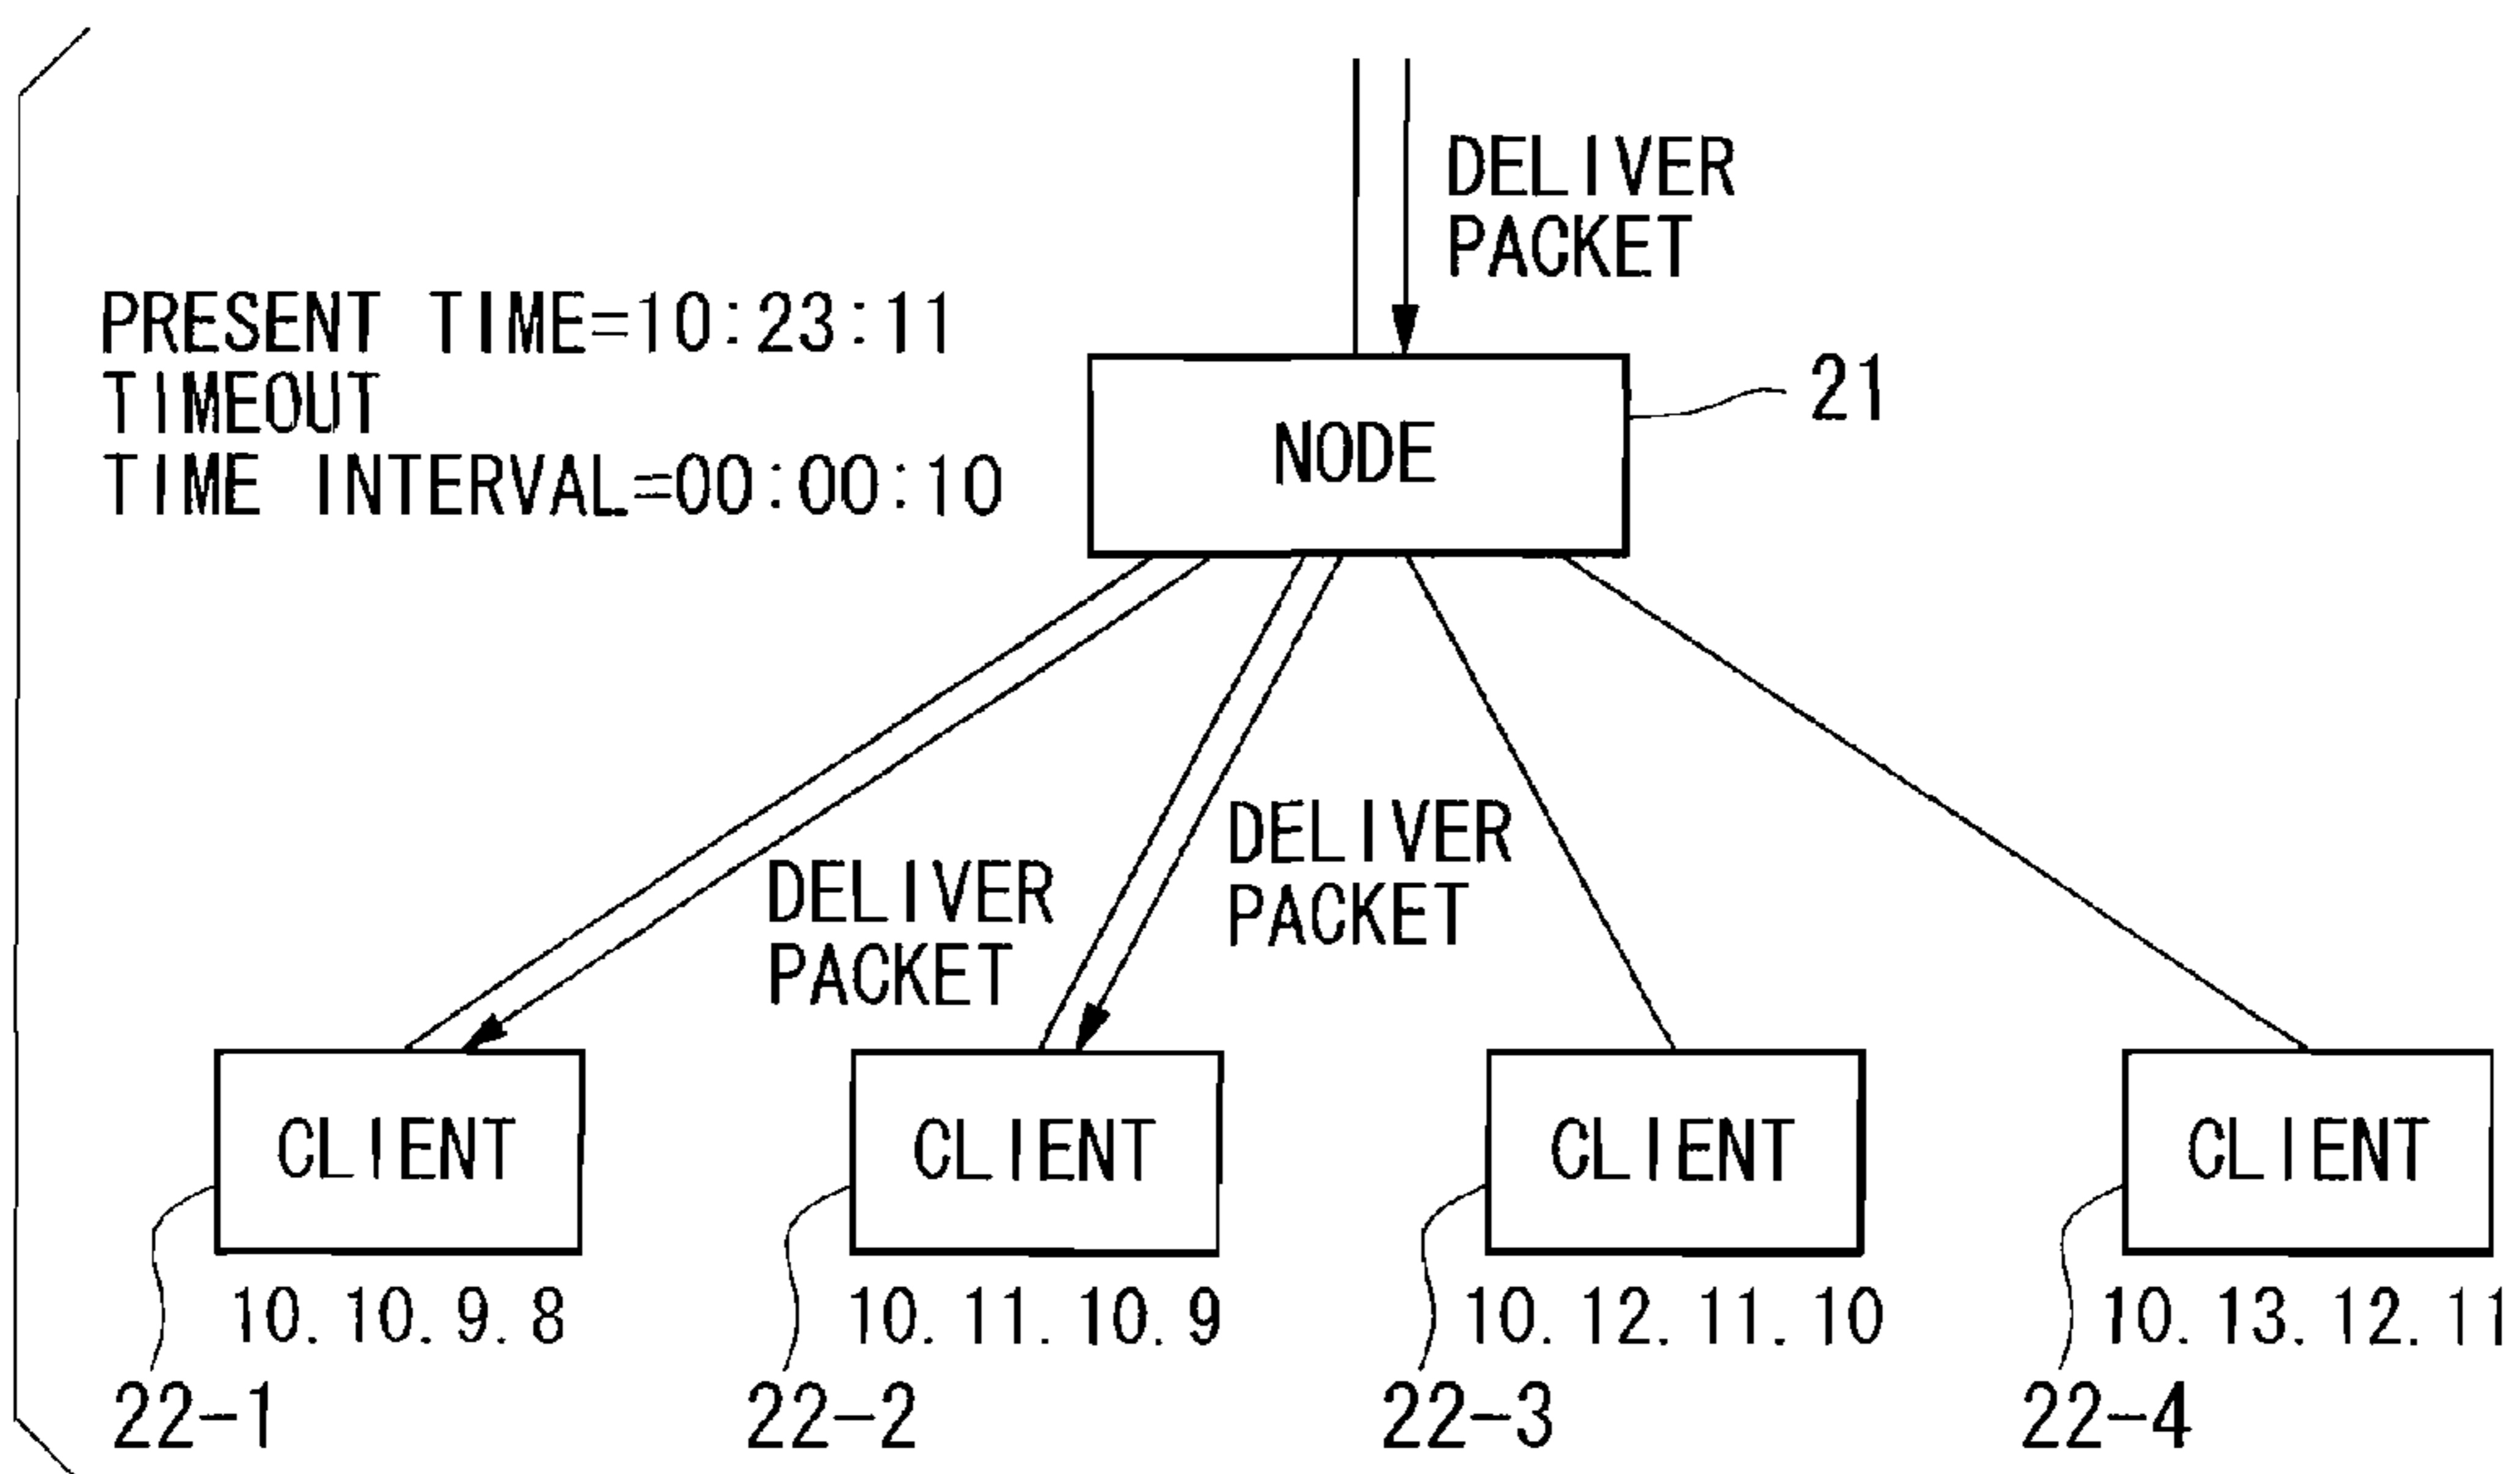 DELIVER
PACKET
PRESENT TIME=10:23:11
TIMEOUT
TIME INTERVAL=00:00:10
21
NODE
DELIVER
PACKET
DELIVER
PACKET
CLIENT
CLIENT
CLIENT
CLIENT
10.10.9.8
10.11.10.9
10.12.11.10
10.13.12.11
22-1
22-2
22-3
22-4